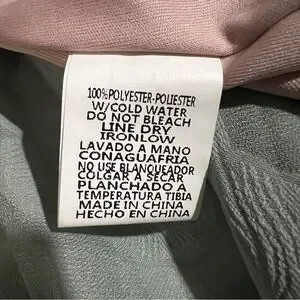 100%POLYESTER-POLIESTER
W/COLD WATER
DO NOT BLEACH
LINE DRY
IRONLOW
LAVADO A MANO
CONAGUAFRIA
NO USE BLANQUEADOR
COLGAR A SECAR
PLANCHADO A
TEMPERATURA TIBIA
MADE IN CHINA
HECHO EN CHINA